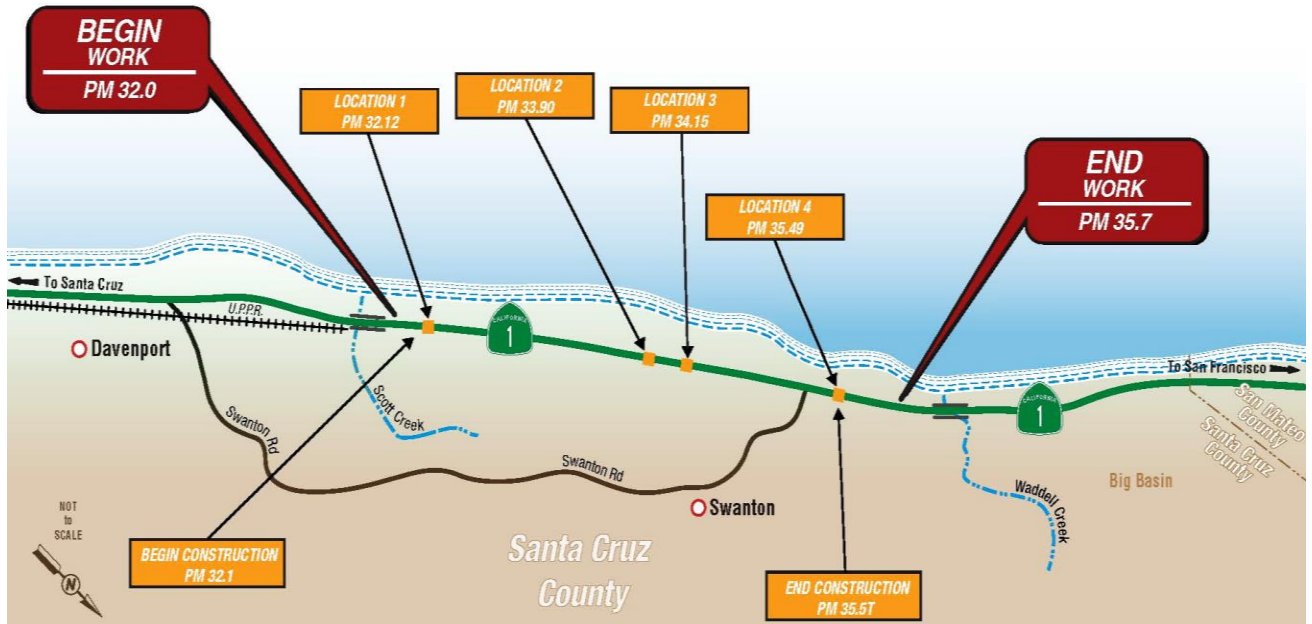 BEGIN
WORK
PM 32.0
LOCATION 1
PM 32.12
LOCATION 2
PM 33.90
LOCATION 3
PM 34.15
LOCATION 4
PM 35.49
END
WORK
PM 35.7
To Santa Cruz
U.P.P.R.
Davenport
CALIFORNIA
1
Scott Creek
Swanton Rd
Swanton Rd
Swanton
To San Francisco
CALIFORNIA
1
San Mateo
County
Santa Cruz
County
Big Basin
Waddell Creek
NOT
to
SCALE
N
BEGIN CONSTRUCTION
PM 32.1
Santa Cruz
County
END CONSTRUCTION
PM 35.5T